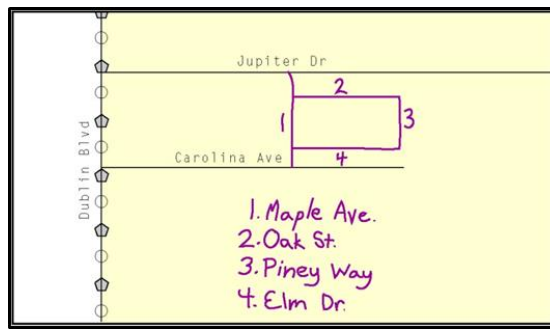 Jupiter Dr
2
1
3
Carolina Ave
4
Dublin Blvd
1. Maple Ave.
2. Oak St.
3. Piney Way
4. Elm Dr.